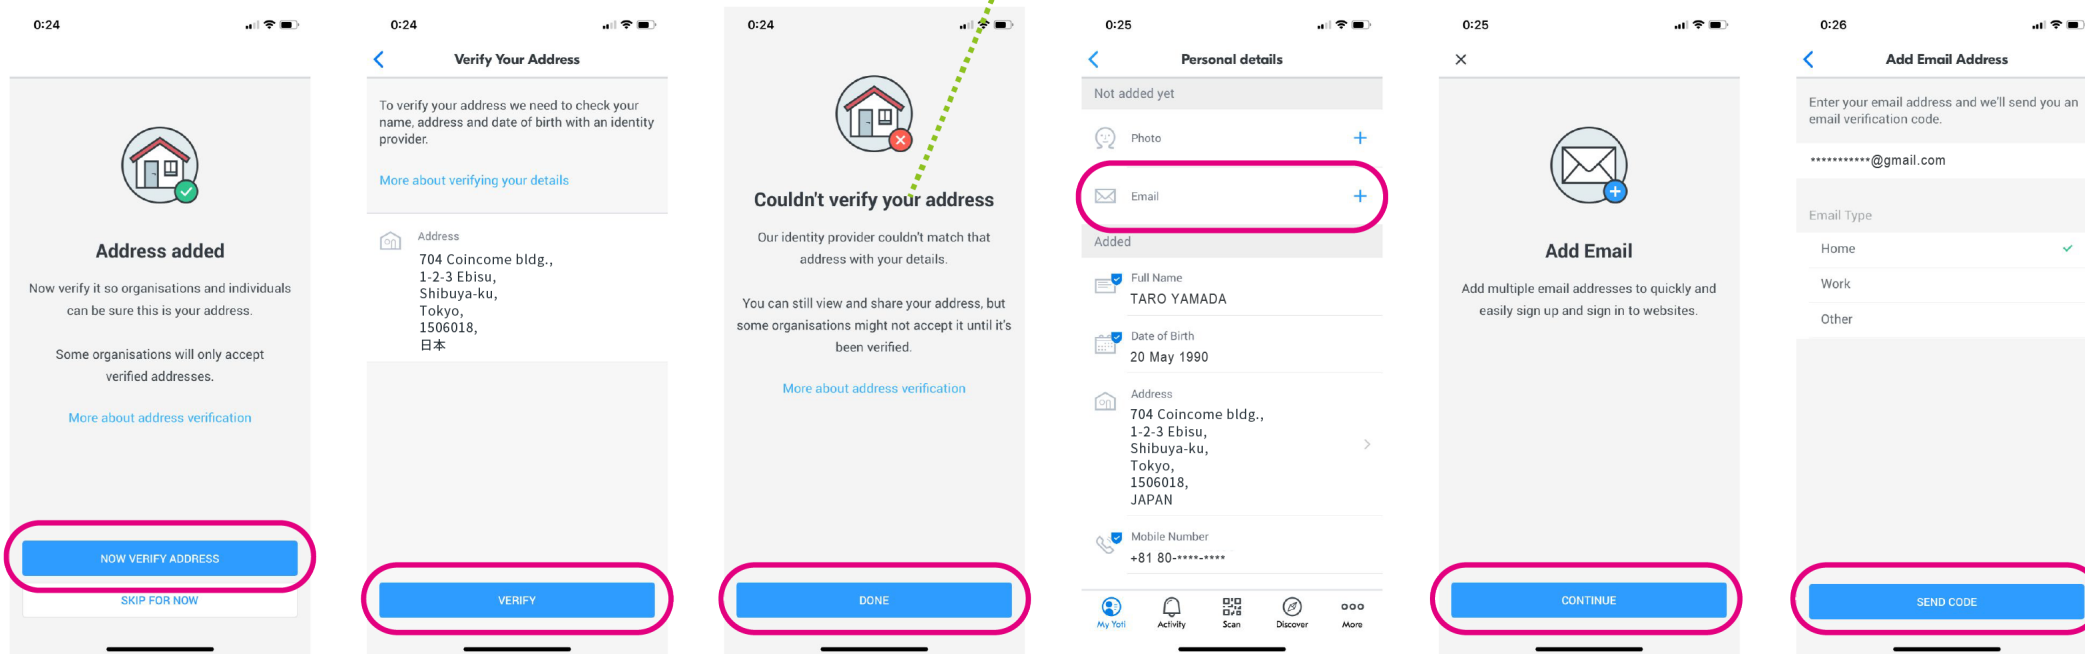 0:24
Address added
Now verify it so organisations and individuals
can be sure this is your address.
Some organisations will only accept
verified addresses.
More about address verification
NOW VERIFY ADDRESS
SKIP FOR NOW
0:24
Verify Your Address
To verify your address we need to check your
name, address and date of birth with an identity
provider.
More about verifying your details
Address
704 Coincome bldg.,
1-2-3 Ebisu,
Shibuya-ku,
Tokyo,
1506018,
日本
VERIFY
0:24
Couldn't verify your address
Our identity provider couldn't match that
address with your details.
You can still view and share your address, but
some organisations might not accept it until it's
been verified.
More about address verification
DONE
0:25
Personal details
Not added yet
Photo
Email
Added
Full Name
TARO YAMADA
Date of Birth
20 May 1990
Address
704 Coincome bldg.,
1-2-3 Ebisu,
Shibuya-ku,
Tokyo,
1506018,
JAPAN
Mobile Number
+81 80-****-****
My Yoti
Activity
Scan
Discover
More
0:25
Add Email
Add multiple email addresses to quickly and
easily sign up and sign in to websites.
CONTINUE
0:26
Add Email Address
Enter your email address and we'll send you an
email verification code.
***********@gmail.com
Email Type
Home
Work
Other
SEND CODE